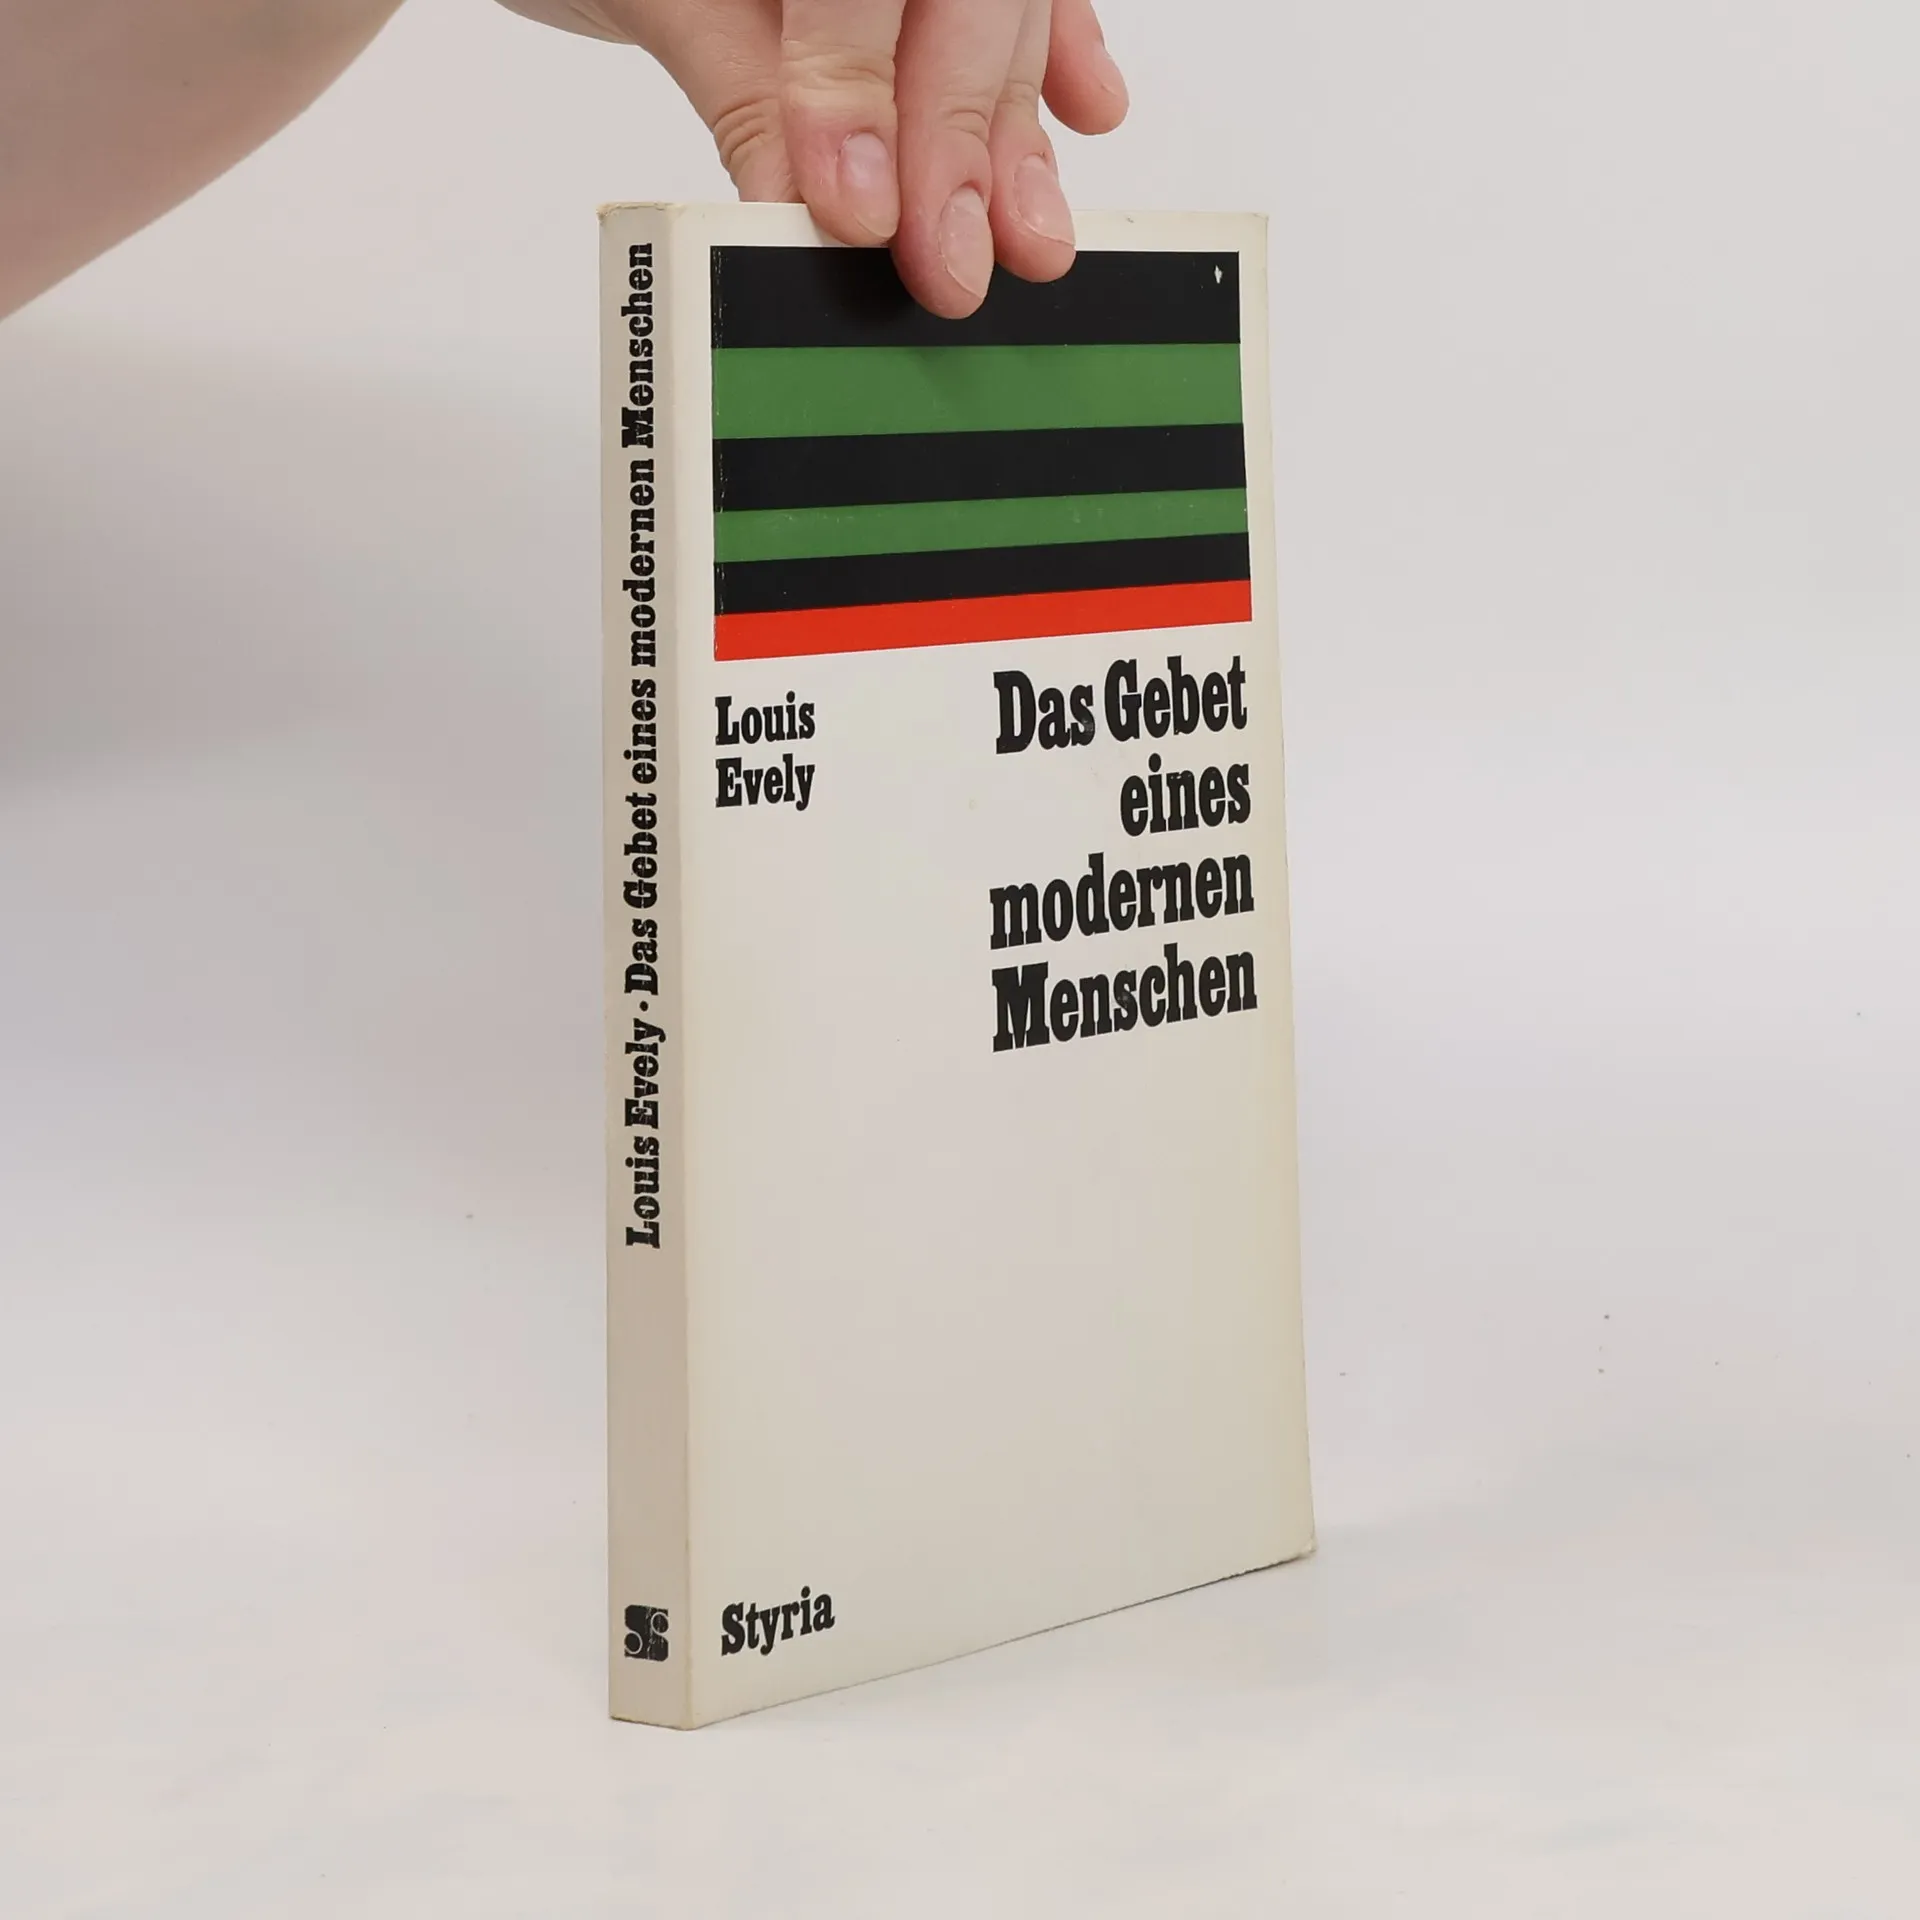 Louis Evely · Das Gebet eines modernen Menschen
Louis
Evely
Das Gebet
eines
modernen
Menschen
Styria